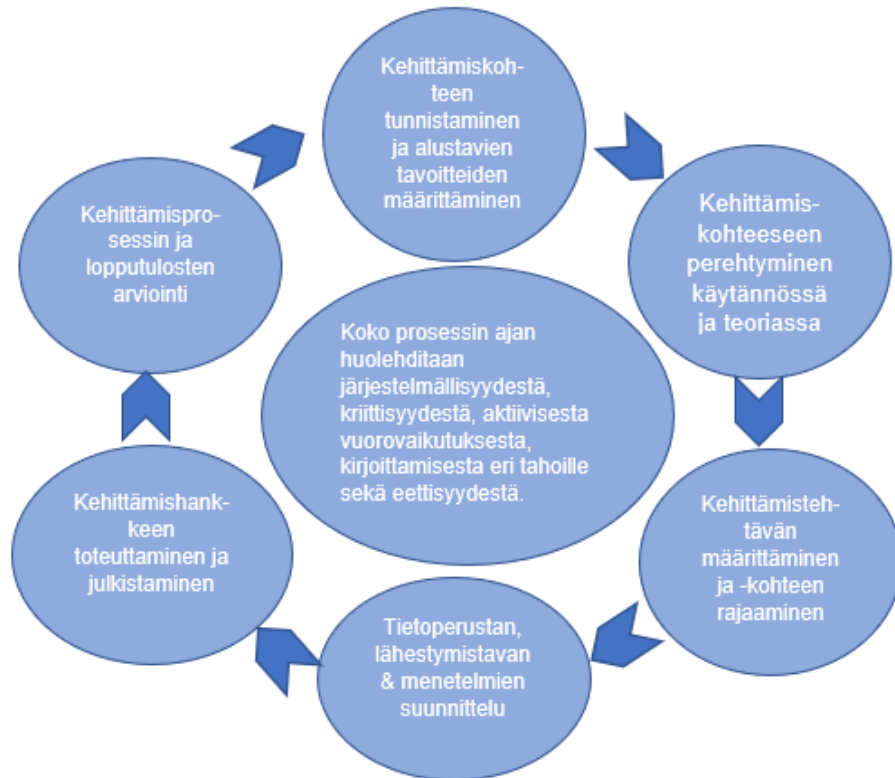 Kehittämiskoh-
teen
tunnistaminen
ja alustavien
tavoitteiden
määrittäminen
Kehittämis-
kohteeseen
perehtyminen
käytännössä
ja teoriassa
Kehittämisteh-
tävän
määrittäminen
ja -kohteen
rajaaminen
Tietoperustan,
lähestymistavan
& menetelmien
suunnittelu
Kehittämishank-
keen
toteuttaminen ja
julkistaminen
Kehittämispro-
sessin ja
lopputulosten
arviointi
Koko prosessin ajan
huolehditaan
järjestelmällisyydestä,
kriittisyydestä, aktiivisesta
vuorovaikutuksesta,
kirjoittamisesta eri tahoille
sekä eettisyydestä.